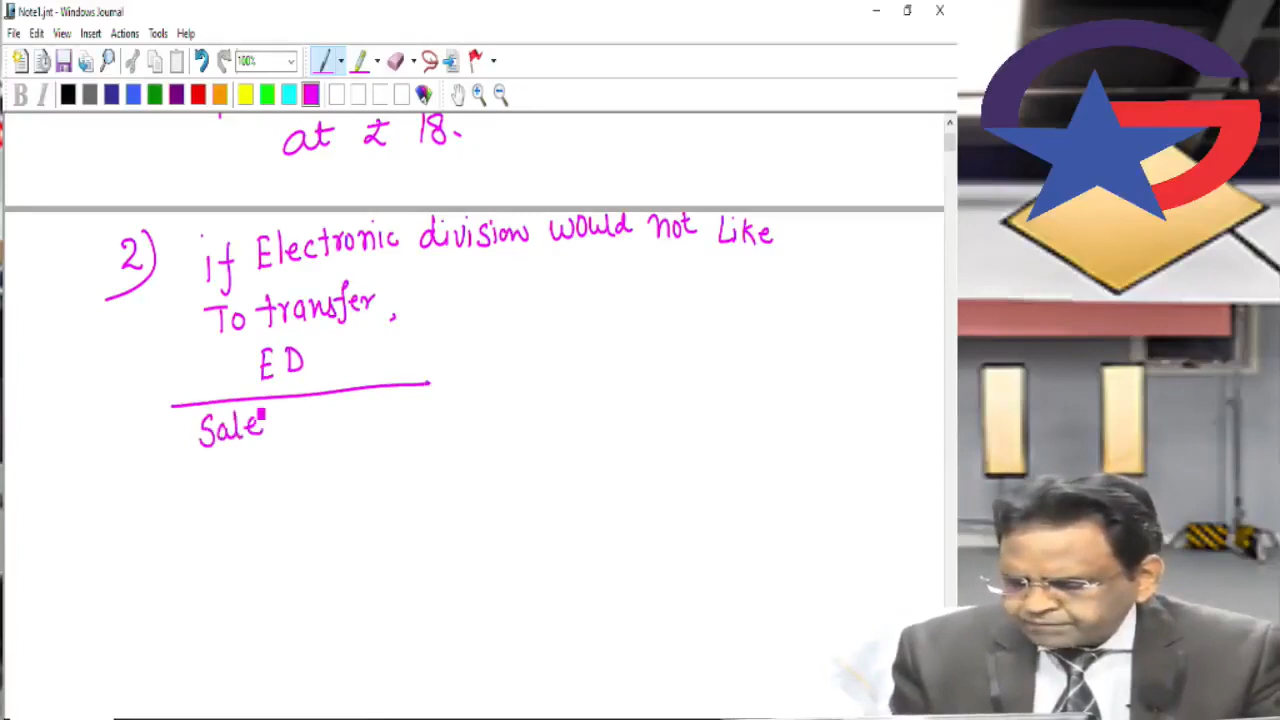 Note1.jnt - Windows Journal
File Edit View Insert Actions Tools Help
100%
B I
at ₹ 18.
2) if Electronic division would not Like
To transfer,
E D
Sale